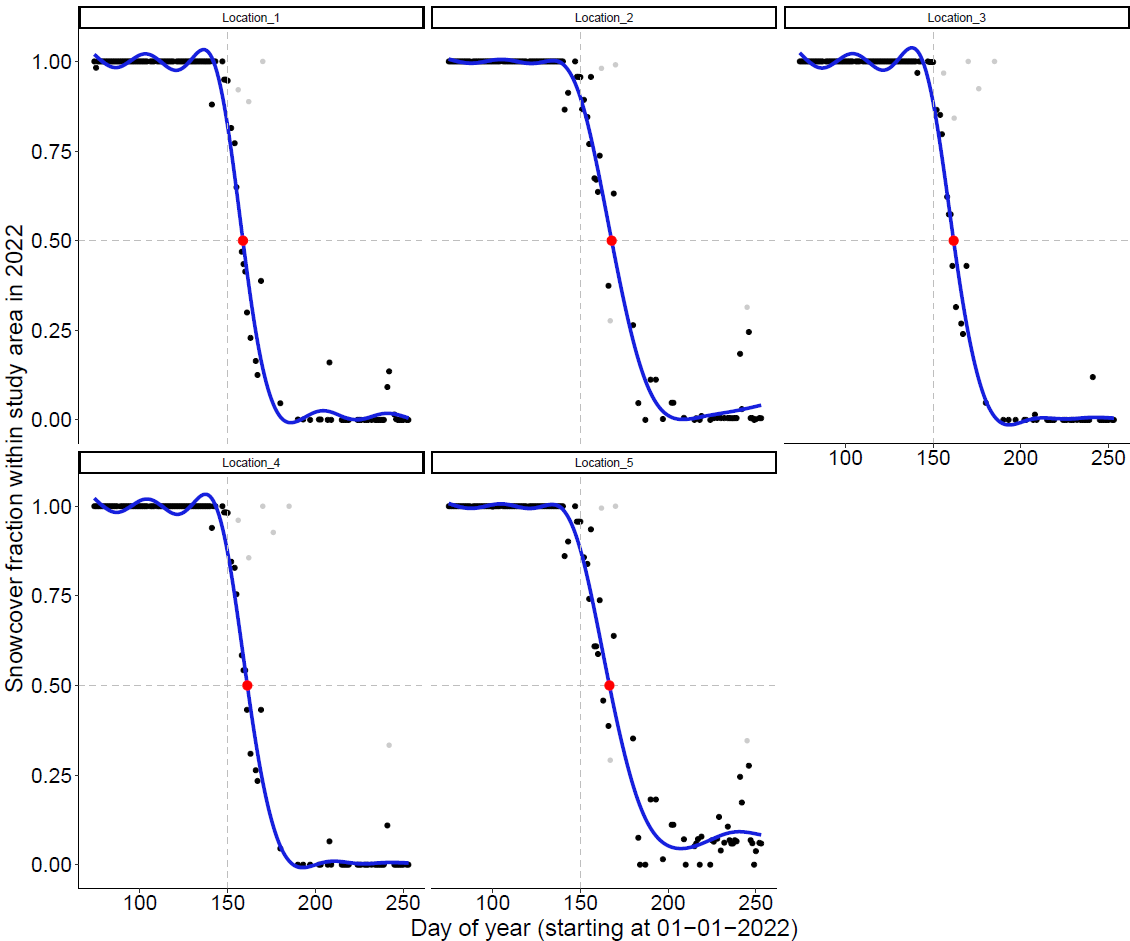 Location_1
Location_2
Location_3
1.00
0.75
0.50
0.25
0.00
100 150 200 250
Location_4
Location_5
1.00
0.75
0.50
0.25
0.00
100 150 200 250
100 150 200 250
Snowcover fraction within study area in 2022
Day of year (starting at 01−01−2022)